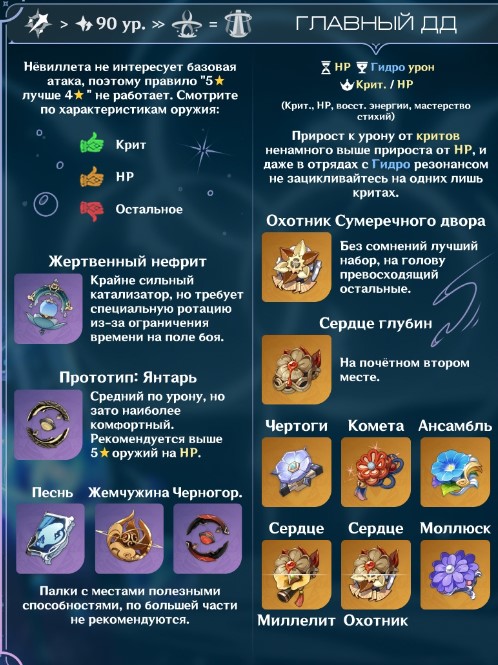 > 90 ур. >> =
ГЛАВНЫЙ ДД
Нёвиллета не интересует базовая
атака, поэтому правило "5★
лучше 4★" не работает. Смотрите
по характеристикам оружия:
Крит
HP
Остальное
Жертвенный нефрит
Крайне сильный
катализатор, но требует
специальную ротацию
из-за ограничения
времени на поле боя.
Прототип: Янтарь
Средний по урону, но
зато наиболее
комфортный.
Рекомендуется выше
5★оружий на HP.
Песнь
Жемчужина
Черногор.
Палки с местами полезными
способностями, по большей части
не рекомендуются.
HP Гидро урон
Крит. / HP
(Крит., HP, восст. энергии, мастерство
стихий)
Прирост к урону от критов
ненамного выше прироста от HP, и
даже в отрядах с Гидро резонансом
не зацикливайтесь на одних лишь
критах.
Охотник Сумеречного двора
Без сомнений лучший
набор, на голову
превосходящий
остальные.
Сердце глубин
На почётном втором
месте.
Чертоги
Комета
Ансамбль
Сердце
Сердце
Моллюск
Миллелит
Охотник